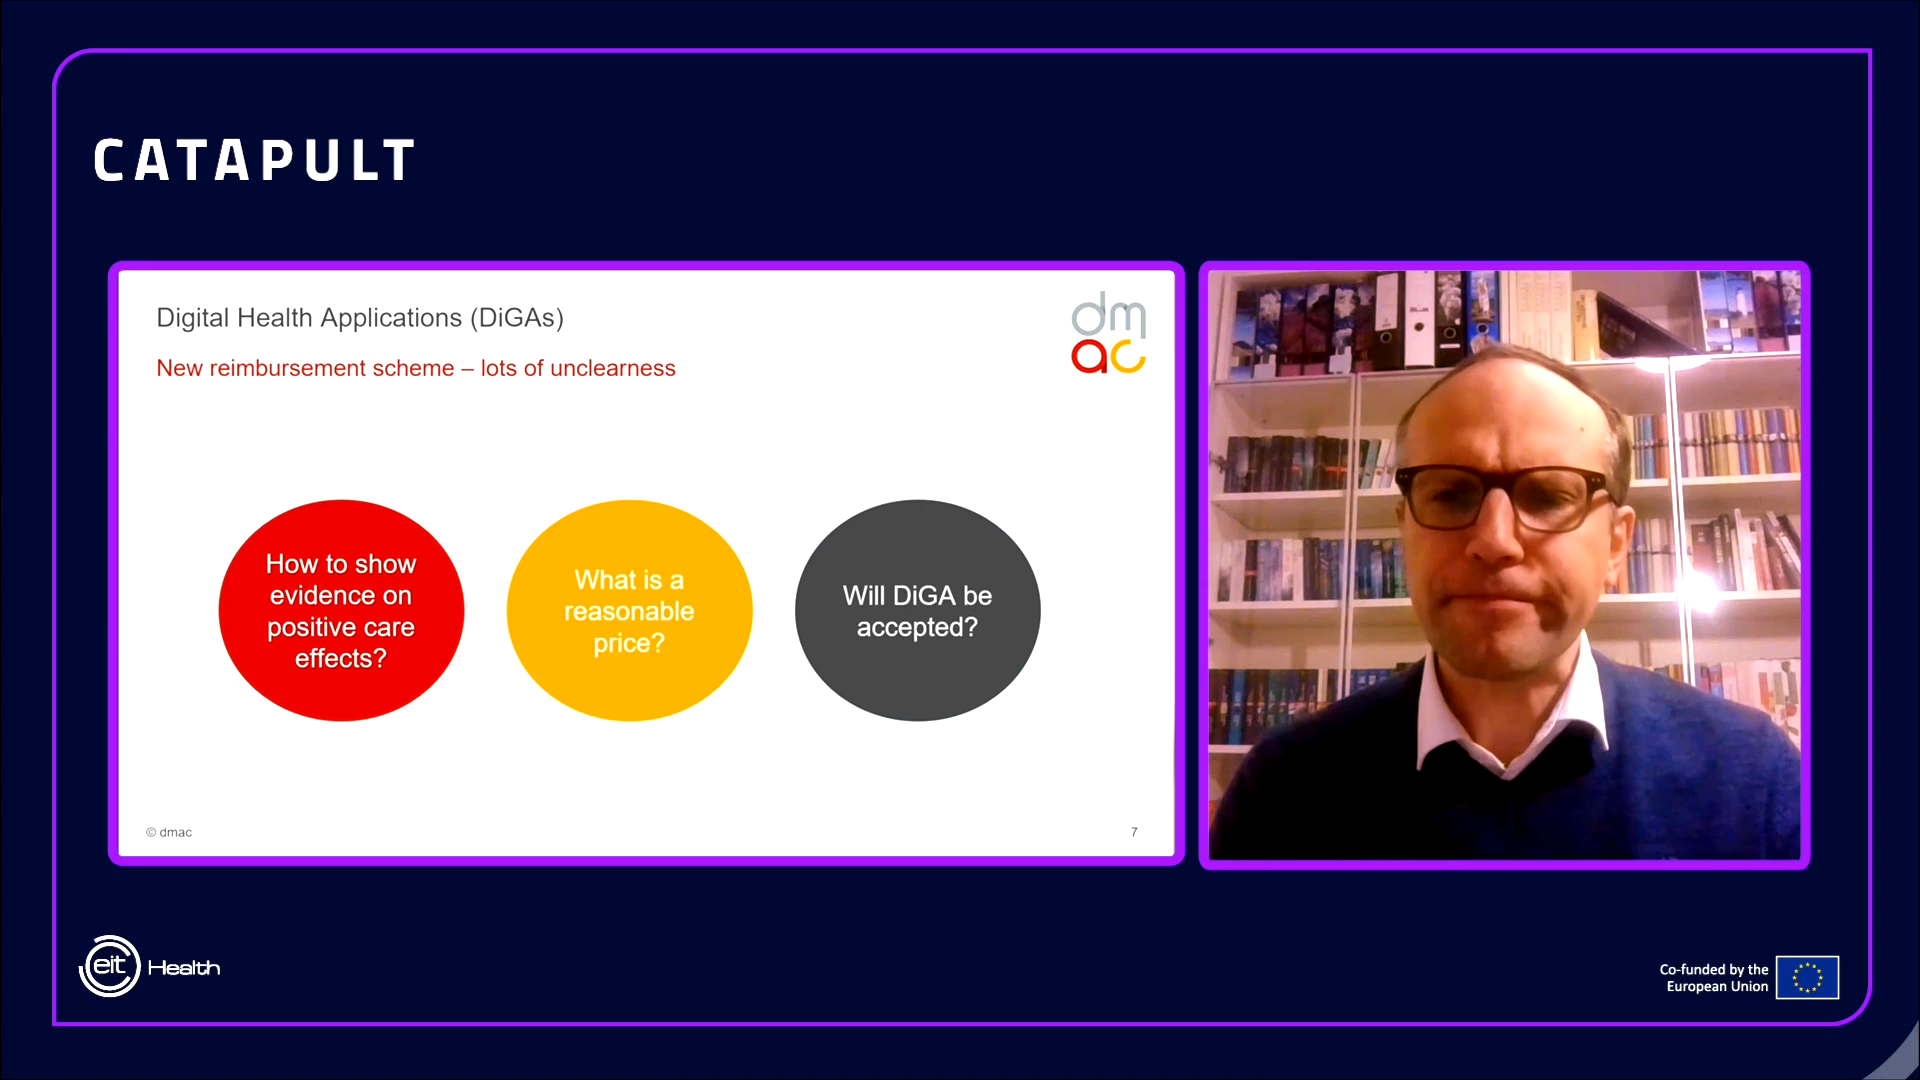 CATAPULT
Digital Health Applications (DiGAs)
New reimbursement scheme – lots of unclearness
dm
ac
How to show
evidence on
positive care
effects?
What is a
reasonable
price?
Will DiGA be
accepted?
© dmac
7
eit Health
Co-funded by the
European Union